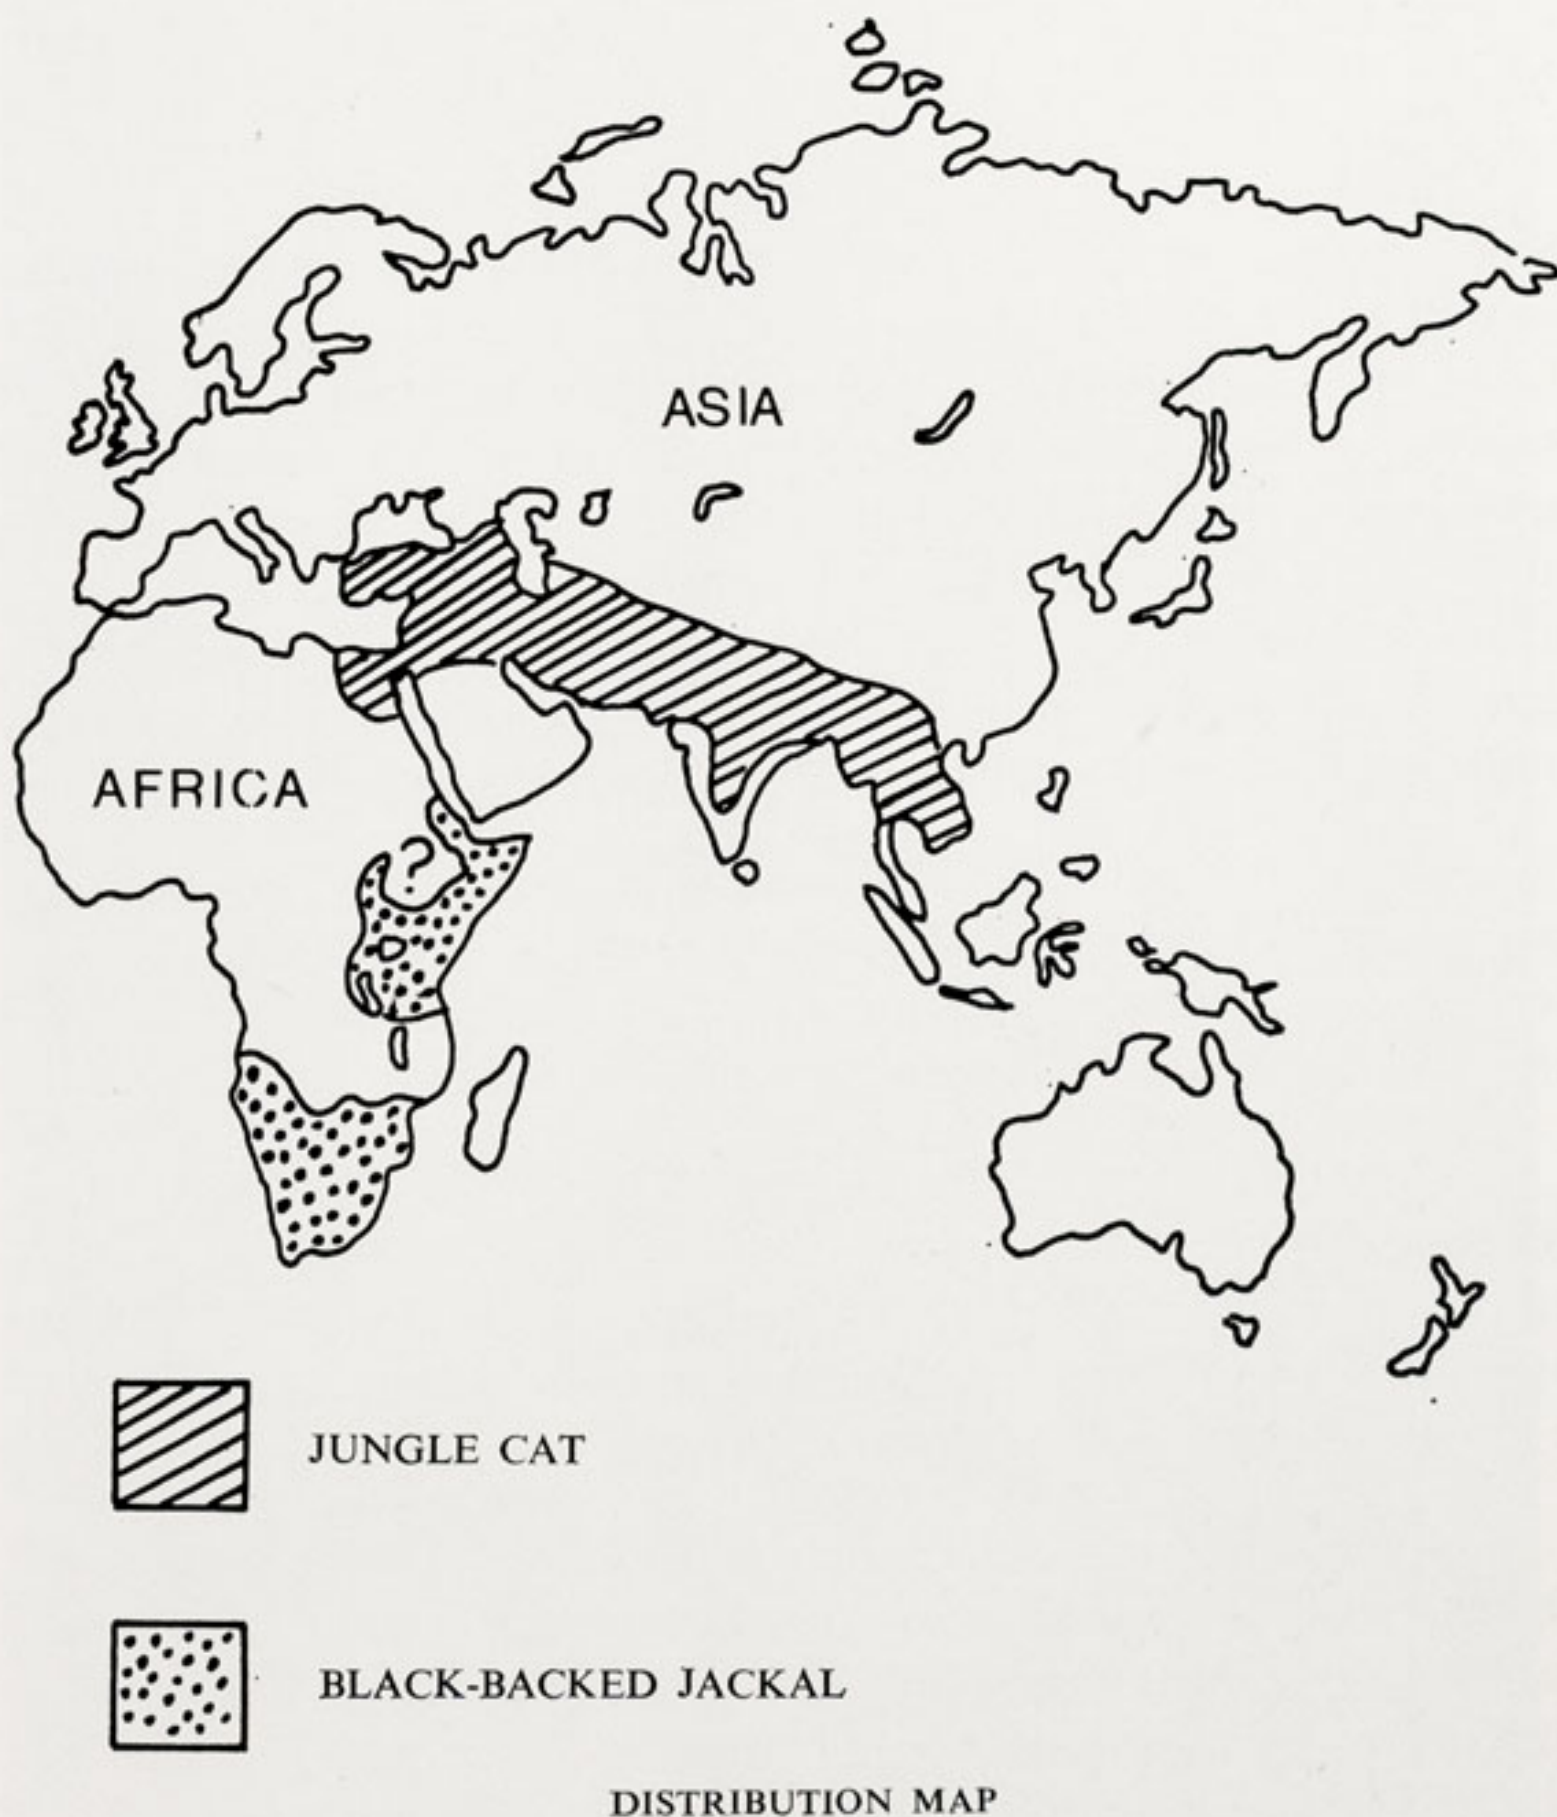 ASIA
AFRICA
?
JUNGLE CAT
BLACK-BACKED JACKAL
DISTRIBUTION MAP